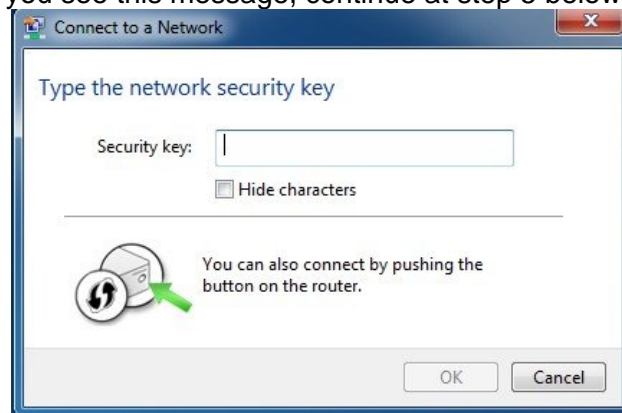 you see this message, continue at step 3 below
Connect to a Network
Type the network security key
Security key:
Hide characters
You can also connect by pushing the
button on the router.
OK
Cancel